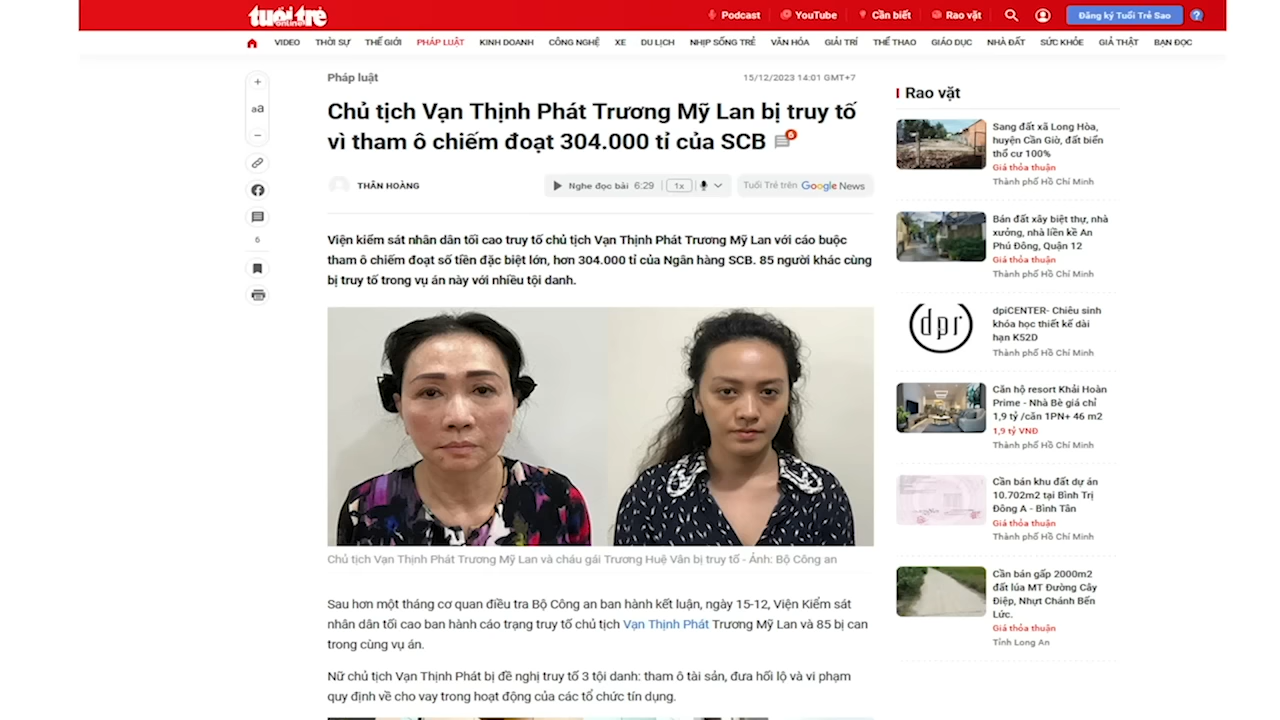 tuổi trẻ
online
Podcast
YouTube
Cần biết
Rao vặt
Đăng ký Tuổi Trẻ Sao
?
VIDEO
THỜI SỰ
THẾ GIỚI
PHÁP LUẬT
KINH DOANH
CÔNG NGHỆ
XE
DU LỊCH
NHỊP SỐNG TRẺ
VĂN HÓA
GIẢI TRÍ
THỂ THAO
GIÁO DỤC
NHÀ ĐẤT
SỨC KHỎE
GIẢ THẬT
BẠN ĐỌC
+
aa
−
6
Pháp luật
15/12/2023 14:01 GMT+7
Chủ tịch Vạn Thịnh Phát Trương Mỹ Lan bị truy tố
vì tham ô chiếm đoạt 304.000 tỉ của SCB 6
THÂN HOÀNG
Nghe đọc bài 6:29
1x
Tuổi Trẻ trên Google News
Viện kiểm sát nhân dân tối cao truy tố chủ tịch Vạn Thịnh Phát Trương Mỹ Lan với cáo buộc
tham ô chiếm đoạt số tiền đặc biệt lớn, hơn 304.000 tỉ của Ngân hàng SCB. 85 người khác cùng
bị truy tố trong vụ án này với nhiều tội danh.
Chủ tịch Vạn Thịnh Phát Trương Mỹ Lan và cháu gái Trương Huệ Vân bị truy tố - Ảnh: Bộ Công an
Sau hơn một tháng cơ quan điều tra Bộ Công an ban hành kết luận, ngày 15-12, Viện Kiểm sát
nhân dân tối cao ban hành cáo trạng truy tố chủ tịch Vạn Thịnh Phát Trương Mỹ Lan và 85 bị can
trong cùng vụ án.
Nữ chủ tịch Vạn Thịnh Phát bị đề nghị truy tố 3 tội danh: tham ô tài sản, đưa hối lộ và vi phạm
quy định về cho vay trong hoạt động của các tổ chức tín dụng.
Rao vặt
Sang đất xã Long Hòa,
huyện Cần Giờ, đất biển
thổ cư 100%
Giá thỏa thuận
Thành phố Hồ Chí Minh
Bán đất xây biệt thự, nhà
xưởng, nhà liền kề An
Phú Đông, Quận 12
Giá thỏa thuận
Thành phố Hồ Chí Minh
dpi
dpiCENTER- Chiêu sinh
khóa học thiết kế dài
hạn K52D
Thành phố Hồ Chí Minh
Căn hộ resort Khải Hoàn
Prime - Nhà Bè giá chỉ
1,9 tỷ /căn 1PN+ 46 m2
1,9 tỷ VNĐ
Thành phố Hồ Chí Minh
Cần bán khu đất dự án
10.702m2 tại Bình Trị
Đông A - Bình Tân
Giá thỏa thuận
Thành phố Hồ Chí Minh
Cần bán gấp 2000m2
đất lúa MT Đường Cây
Điệp, Nhựt Chánh Bến
Lức.
Giá thỏa thuận
Tỉnh Long An